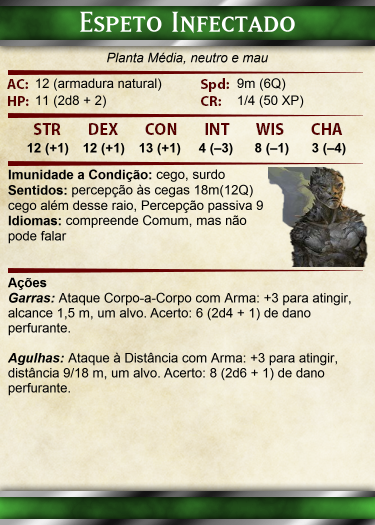 Espeto Infectado
Planta Média, neutro e mau
AC: 12 (armadura natural) Spd: 9m (6Q)
HP: 11 (2d8 + 2) CR: 1/4 (50 XP)
STR DEX CON INT WIS CHA
12 (+1) 12 (+1) 13 (+1) 4 (–3) 8 (–1) 3 (–4)
Imunidade a Condição: cego, surdo
Sentidos: percepção às cegas 18m(12Q)
cego além desse raio, Percepção passiva 9
Idiomas: compreende Comum, mas não
pode falar
Ações
Garras: Ataque Corpo-a-Corpo com Arma: +3 para atingir,
alcance 1,5 m, um alvo. Acerto: 6 (2d4 + 1) de dano
perfurante.
Agulhas: Ataque à Distância com Arma: +3 para atingir,
distância 9/18 m, um alvo. Acerto: 8 (2d6 + 1) de dano
perfurante.